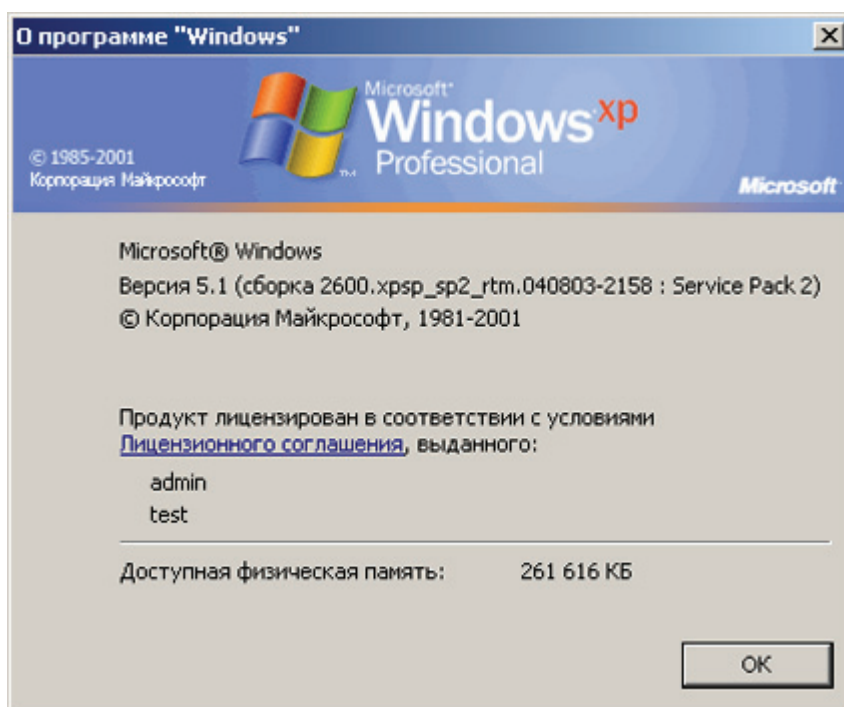 О программе "Windows"
Microsoft®
Windows xp
Professional
TM
© 1985-2001
Корпорация Майкрософт
Microsoft
Microsoft® Windows
Версия 5.1 (сборка 2600.xpsp_sp2_rtm.040803-2158 : Service Pack 2)
© Корпорация Майкрософт, 1981-2001
Продукт лицензирован в соответствии с условиями
Лицензионного соглашения, выданного:
admin
test
Доступная физическая память: 261 616 КБ
ОК